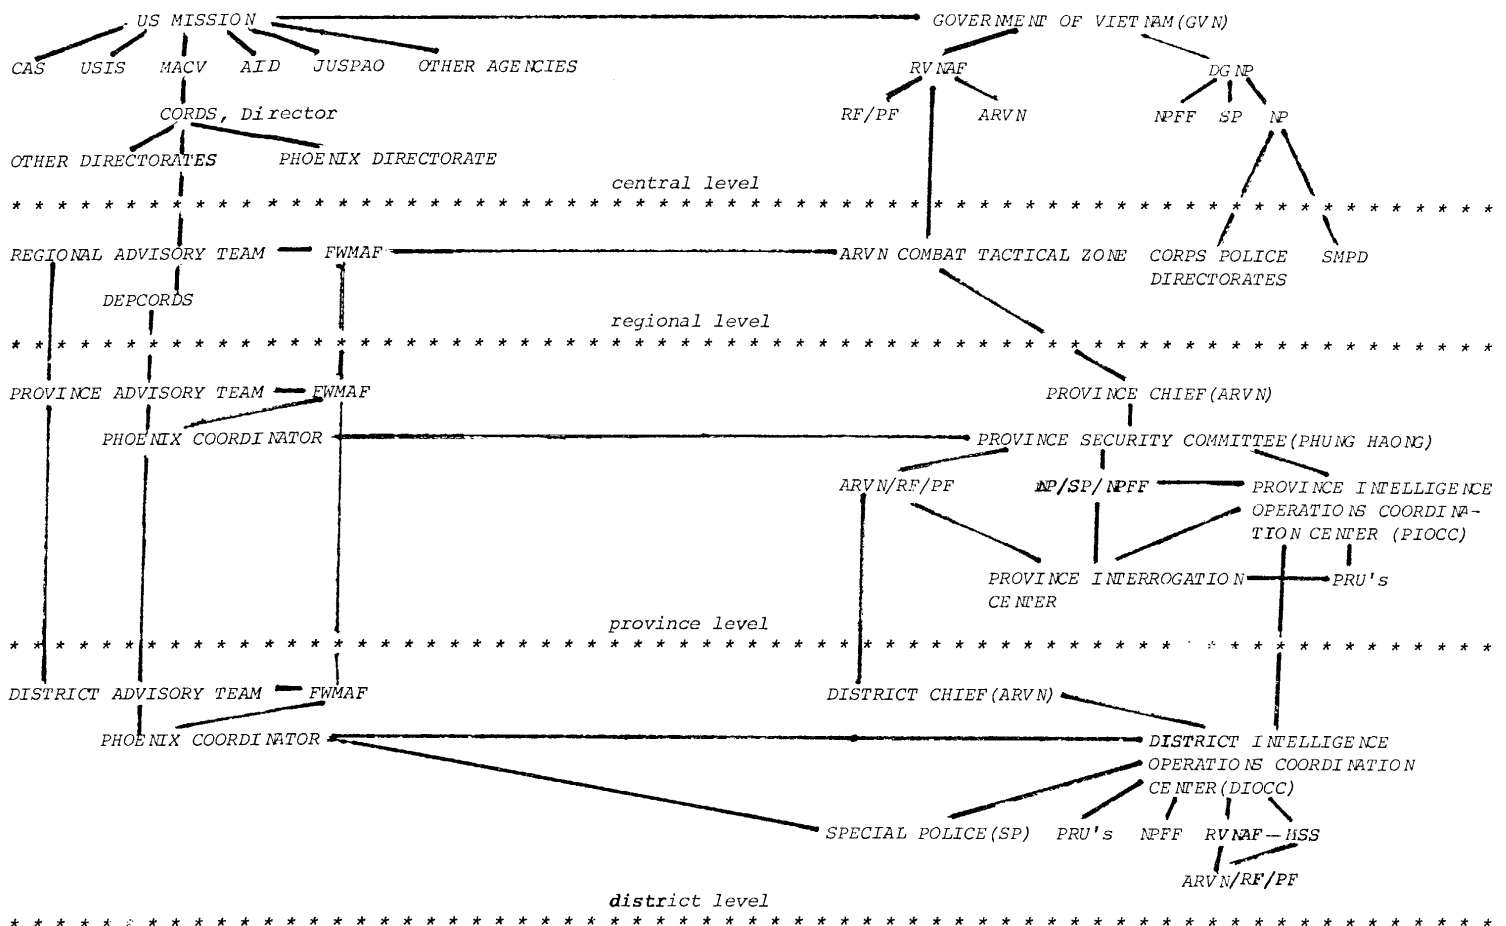 US MISSION GOVERNMENT OF VIETNAM(GVN)
CAS USIS MACV AID JUSPAO OTHER AGENCIES RVNAF DGNP
CORDS, Director RF/PF ARVN NPFF SP NP
OTHER DIRECTORATES PHOENIX DIRECTORATE
central level
* * * * * * * * * * * * * * * * * * * * * * * * * * * * * * * * * * * * * * * * * * * * * * * * * * * * * * * * * * * * * * * * *
REGIONAL ADVISORY TEAM FWMAF ARVN COMBAT TACTICAL ZONE CORPS POLICE SMPD
DIRECTORATES
DEPCORDS
regional level
* * * * * * * * * * * * * * * * * * * * * * * * * * * * * * * * * * * * * * * * * * * * * * * * * * * * * * * * * * * * * * * * *
PROVINCE ADVISORY TEAM FWMAF PROVINCE CHIEF(ARVN)
PHOENIX COORDINATOR PROVINCE SECURITY COMMITTEE(PHUNG HAONG)
ARVN/RF/PF NP/SP/NPFF PROVINCE INTELLIGENCE
OPERATIONS COORDINA-
TION CENTER (PIOCC)
PROVINCE INTERROGATION PRU's
CENTER
province level
* * * * * * * * * * * * * * * * * * * * * * * * * * * * * * * * * * * * * * * * * * * * * * * * * * * * * * * * * * * * * * * * *
DISTRICT ADVISORY TEAM FWMAF DISTRICT CHIEF(ARVN)
PHOENIX COORDINATOR DISTRICT INTELLIGENCE
OPERATIONS COORDINATION
CENTER(DIOCC)
SPECIAL POLICE(SP) PRU's NPFF RVNAF—MSS
ARVN/RF/PF
district level
* * * * * * * * * * * * * * * * * * * * * * * * * * * * * * * * * * * * * * * * * * * * * * * * * * * * * * * * * * * * * * * * *